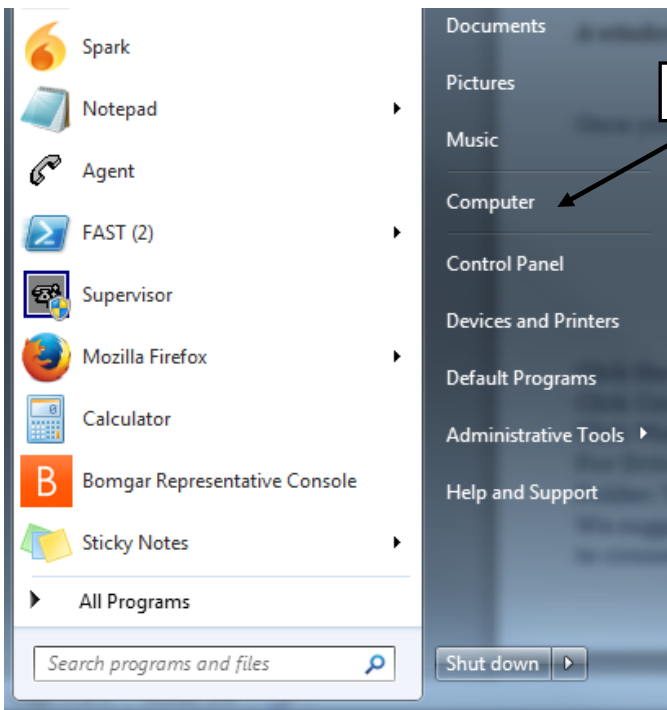 Spark
Notepad
Agent
FAST (2)
Supervisor
Mozilla Firefox
Calculator
B
Bomgar Representative Console
Sticky Notes
All Programs
Search programs and files
Documents
Pictures
Music
Computer
Control Panel
Devices and Printers
Default Programs
Administrative Tools
Help and Support
Shut down